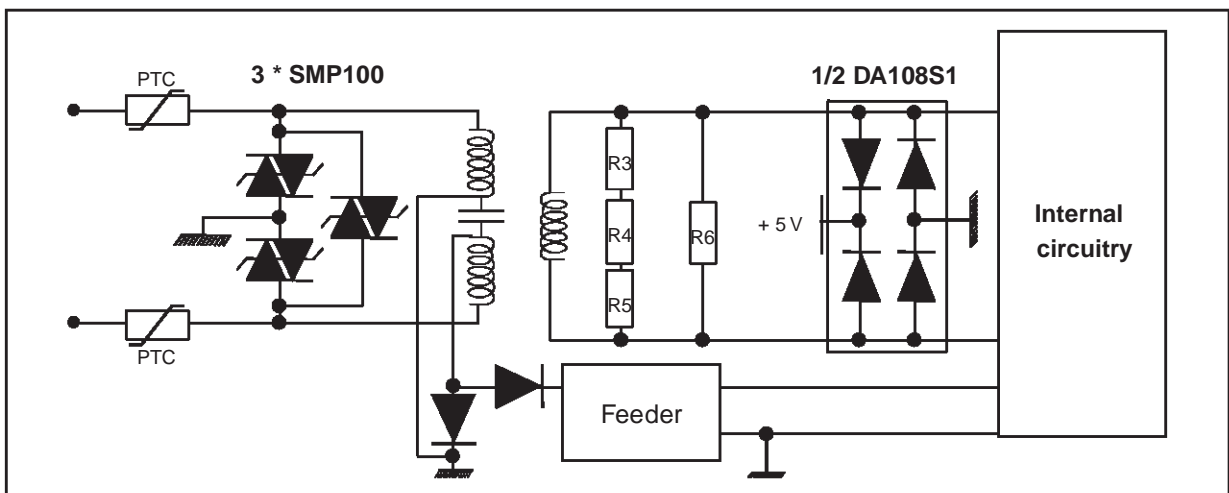 3 * SMP100
1/2 DA108S1
PTC
R3
R4
R6
+ 5 V
Internal
circuitry
R5
PTC
Feeder